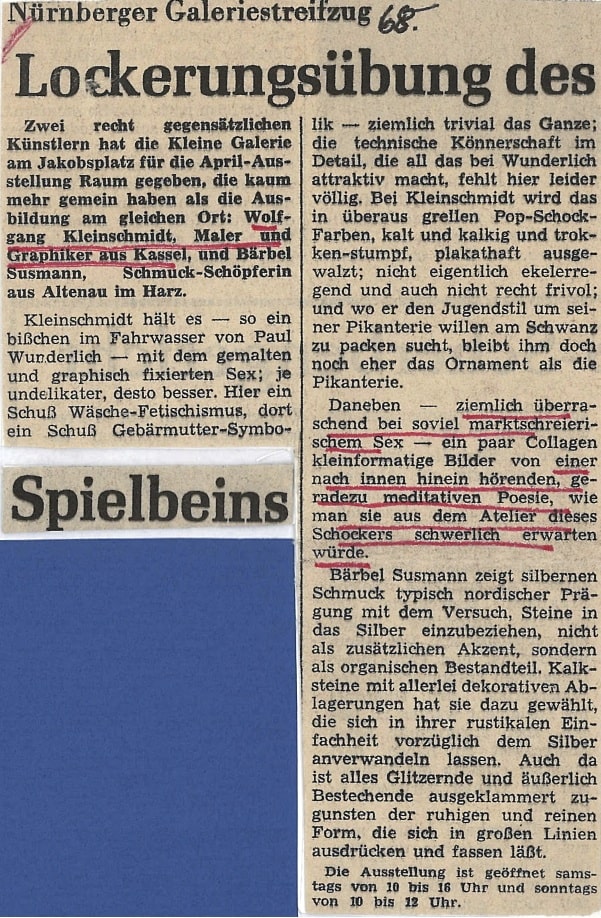 Nürnberger Galeriestreifzug 68.
Lockerungsübung des
Zwei recht gegensätzlichen
Künstlern hat die Kleine Galerie
am Jakobsplatz für die April-Aus-
stellung Raum gegeben, die kaum
mehr gemein haben als die Aus-
bildung am gleichen Ort: Wolf-
gang Kleinschmidt, Maler und
Graphiker aus Kassel, und Bärbel
Susmann, Schmuck-Schöpferin
aus Altenau im Harz.
Kleinschmidt hält es — so ein
bißchen im Fahrwasser von Paul
Wunderlich — mit dem gemalten
und graphisch fixierten Sex; je
undelikater, desto besser. Hier ein
Schuß Wäsche-Fetischismus, dort
ein Schuß Gebärmutter-Symbo-
Spielbeins
lik — ziemlich trivial das Ganze;
die technische Könnerschaft im
Detail, die all das bei Wunderlich
attraktiv macht, fehlt hier leider
völlig. Bei Kleinschmidt wird das
in überaus grellen Pop-Schock-
Farben, kalt und kalkig und trok-
ken-stumpf, plakathaft ausge-
walzt; nicht eigentlich ekelerre-
gend und auch nicht recht frivol;
und wo er den Jugendstil um sei-
ner Pikanterie willen am Schwanz
zu packen sucht, bleibt ihm doch
noch eher das Ornament als die
Pikanterie.
Daneben — ziemlich überra-
schend bei soviel marktschreieri-
schem Sex — ein paar Collagen
kleinformatige Bilder von einer
nach innen hinein hörenden, ge-
radezu meditativen Poesie, wie
man sie aus dem Atelier dieses
Schockers schwerlich erwarten
würde.
Bärbel Susmann zeigt silbernen
Schmuck typisch nordischer Prä-
gung mit dem Versuch, Steine in
das Silber einzubeziehen, nicht
als zusätzlichen Akzent, sondern
als organischen Bestandteil. Kalk-
steine mit allerlei dekorativen Ab-
lagerungen hat sie dazu gewählt,
die sich in ihrer rustikalen Ein-
fachheit vorzüglich dem Silber
anverwandeln lassen. Auch da
ist alles Glitzernde und äußerlich
Bestechende ausgeklammert zu-
gunsten der ruhigen und reinen
Form, die sich in großen Linien
ausdrücken und fassen läßt.
Die Ausstellung ist geöffnet sams-
tags von 10 bis 16 Uhr und sonntags
von 10 bis 12 Uhr.